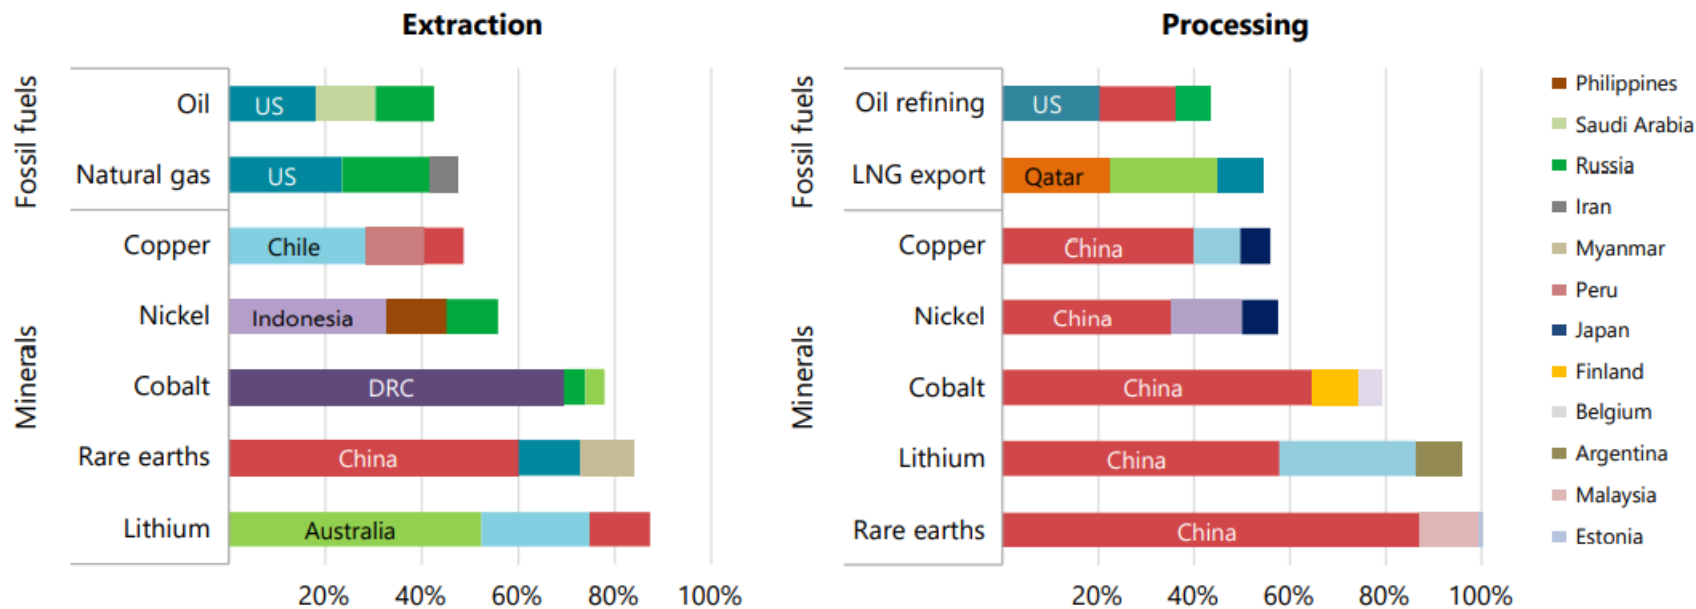 Extraction
Fossil fuels
Oil
US
Natural gas
US
Minerals
Copper
Chile
Nickel
Indonesia
Cobalt
DRC
Rare earths
China
Lithium
Australia
20% 40% 60% 80% 100%
Processing
Fossil fuels
Oil refining
US
LNG export
Qatar
Minerals
Copper
China
Nickel
China
Cobalt
China
Lithium
China
Rare earths
China
20% 40% 60% 80% 100%
Philippines
Saudi Arabia
Russia
Iran
Myanmar
Peru
Japan
Finland
Belgium
Argentina
Malaysia
Estonia